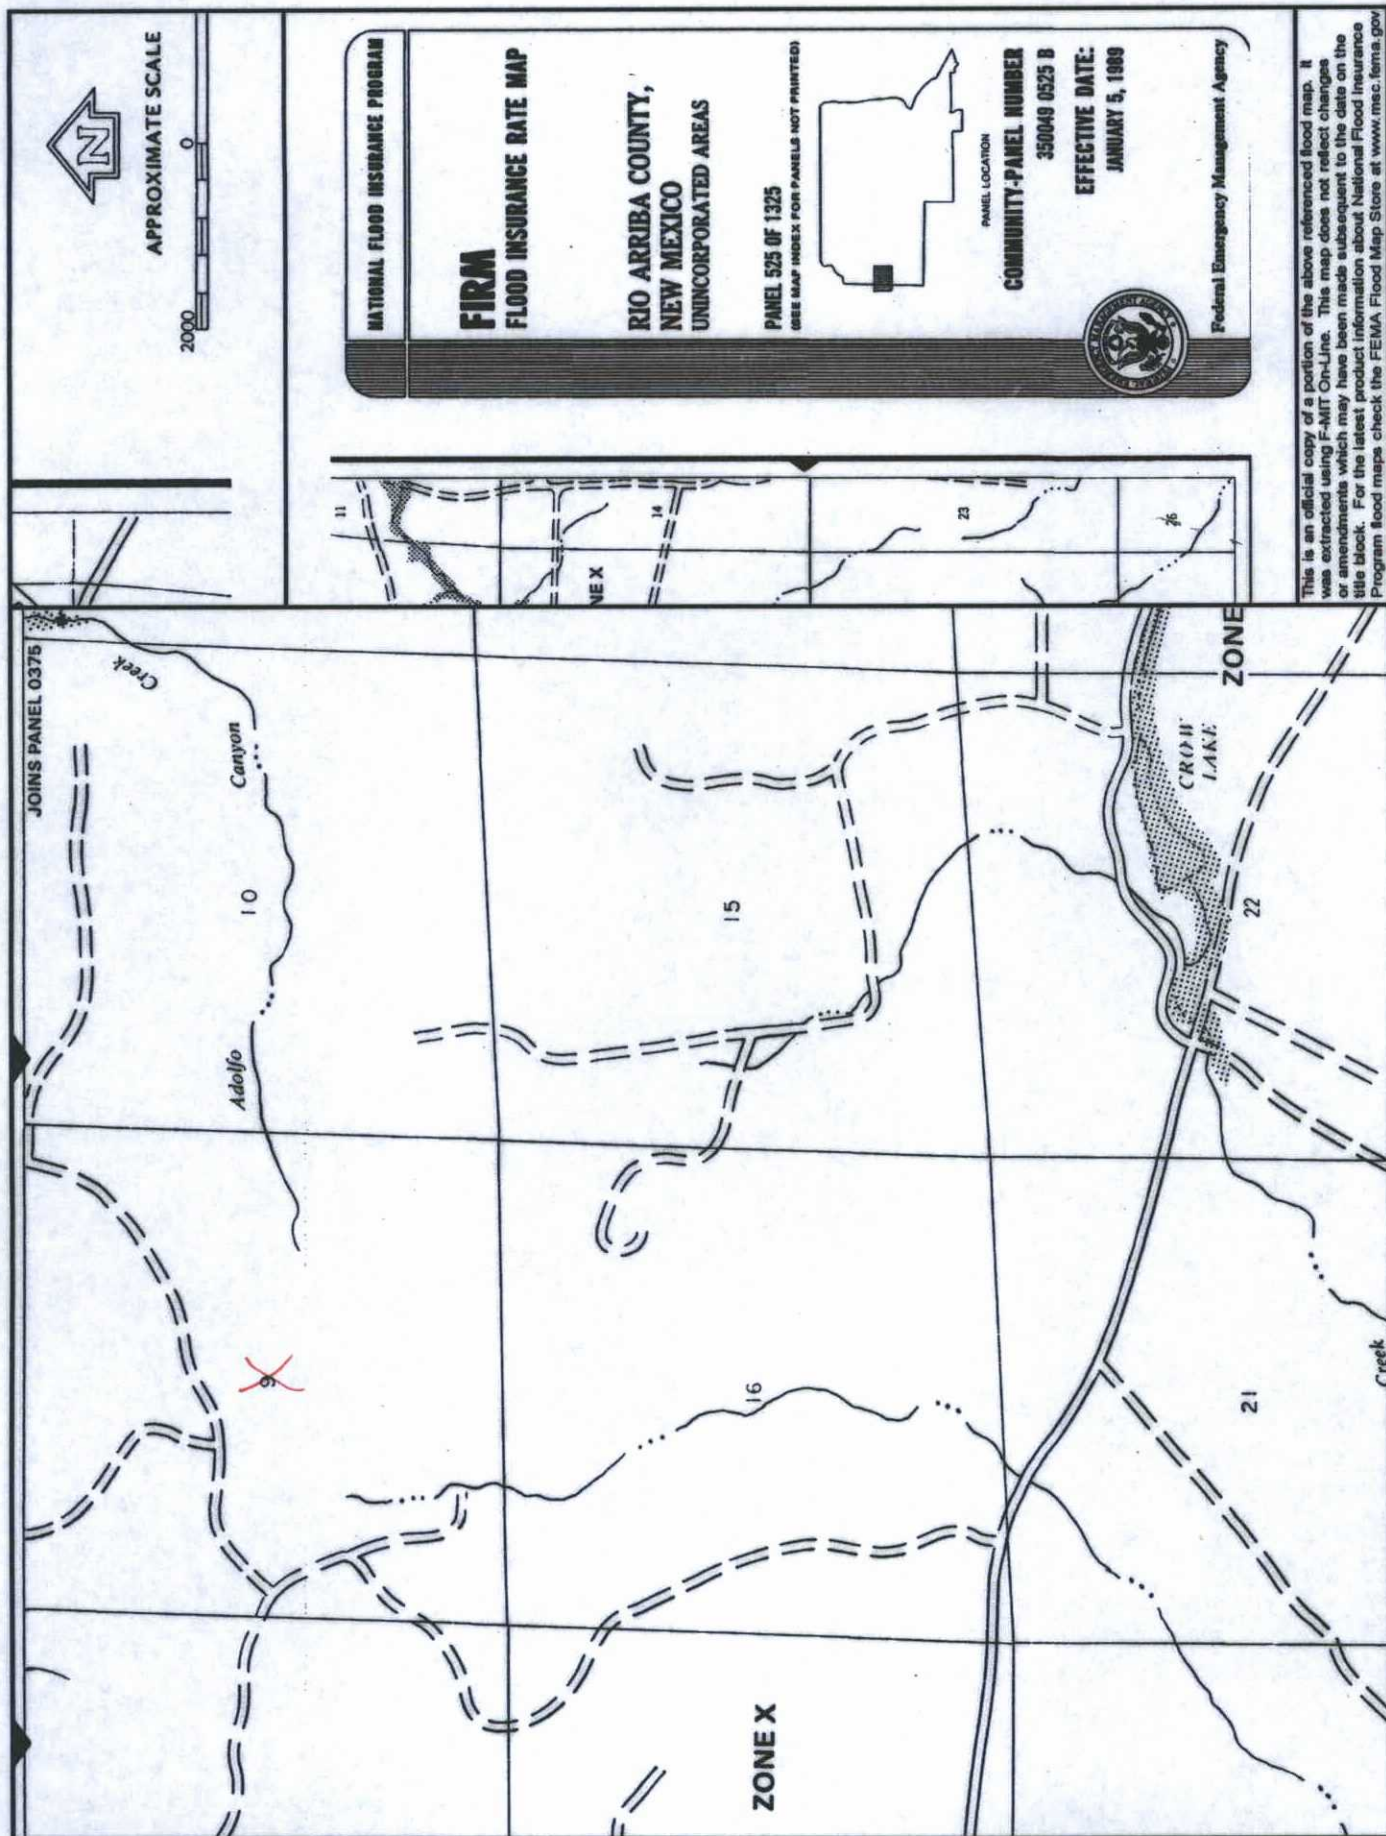 APPROXIMATE SCALE
2000 0
N
NATIONAL FLOOD INSURANCE PROGRAM
FIRM
FLOOD INSURANCE RATE MAP
RIO ARRIBA COUNTY,
NEW MEXICO
UNINCORPORATED AREAS
PANEL 525 OF 1325
(SEE MAP INDEX FOR PANELS NOT PRINTED)
PANEL LOCATION
COMMUNITY-PANEL NUMBER
350049 0525 B
EFFECTIVE DATE:
JANUARY 5, 1989
Federal Emergency Management Agency
This is an official copy of a portion of the above referenced flood map. It
was extracted using F-MIT On-Line. This map does not reflect changes
or amendments which may have been made subsequent to the date on the
title block. For the latest product information about National Flood Insurance
Program flood maps check the FEMA Flood Map Store at www.msc.fema.gov
11
NE X
14
23
26
JOINS PANEL 0375
Adolfo Canyon Creek
9
10
15
16
21
22
CROW
LAKE
ZONE
Creek
ZONE X